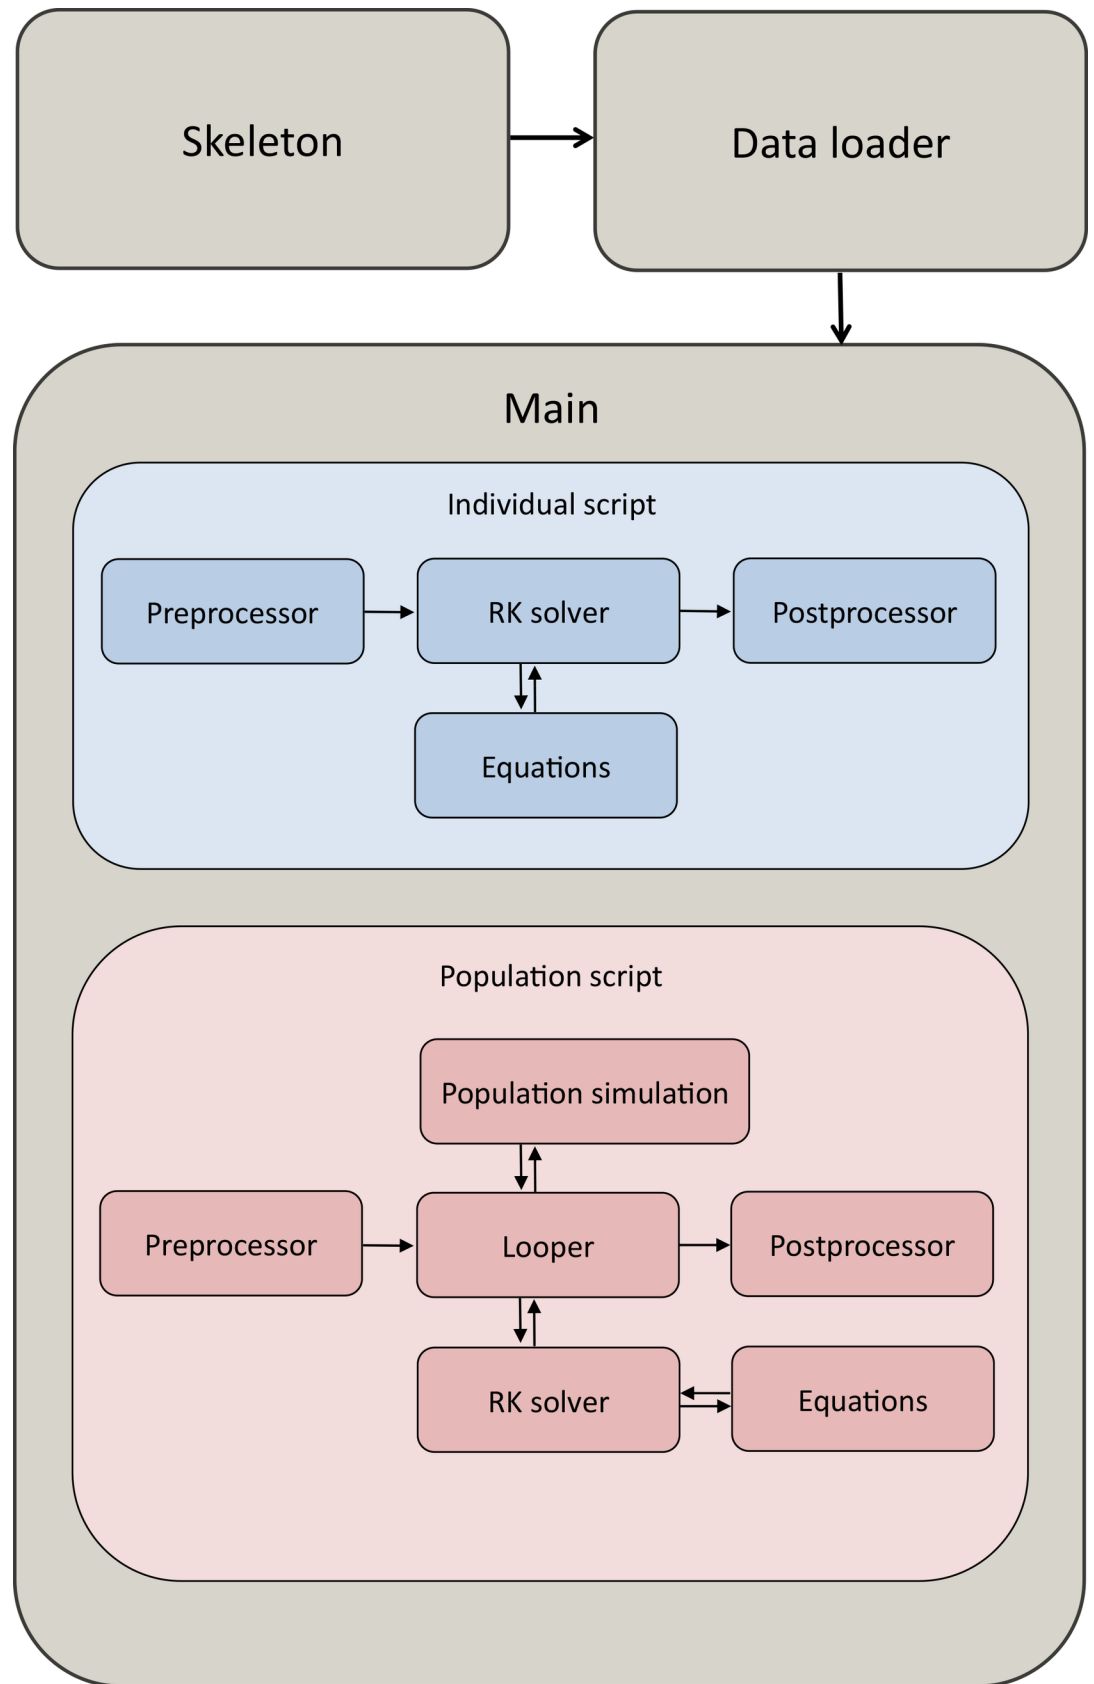 Skeleton
Data loader
Main
Individual script
Preprocessor
RK solver
Postprocessor
Equations
Population script
Population simulation
Preprocessor
Looper
Postprocessor
RK solver
Equations